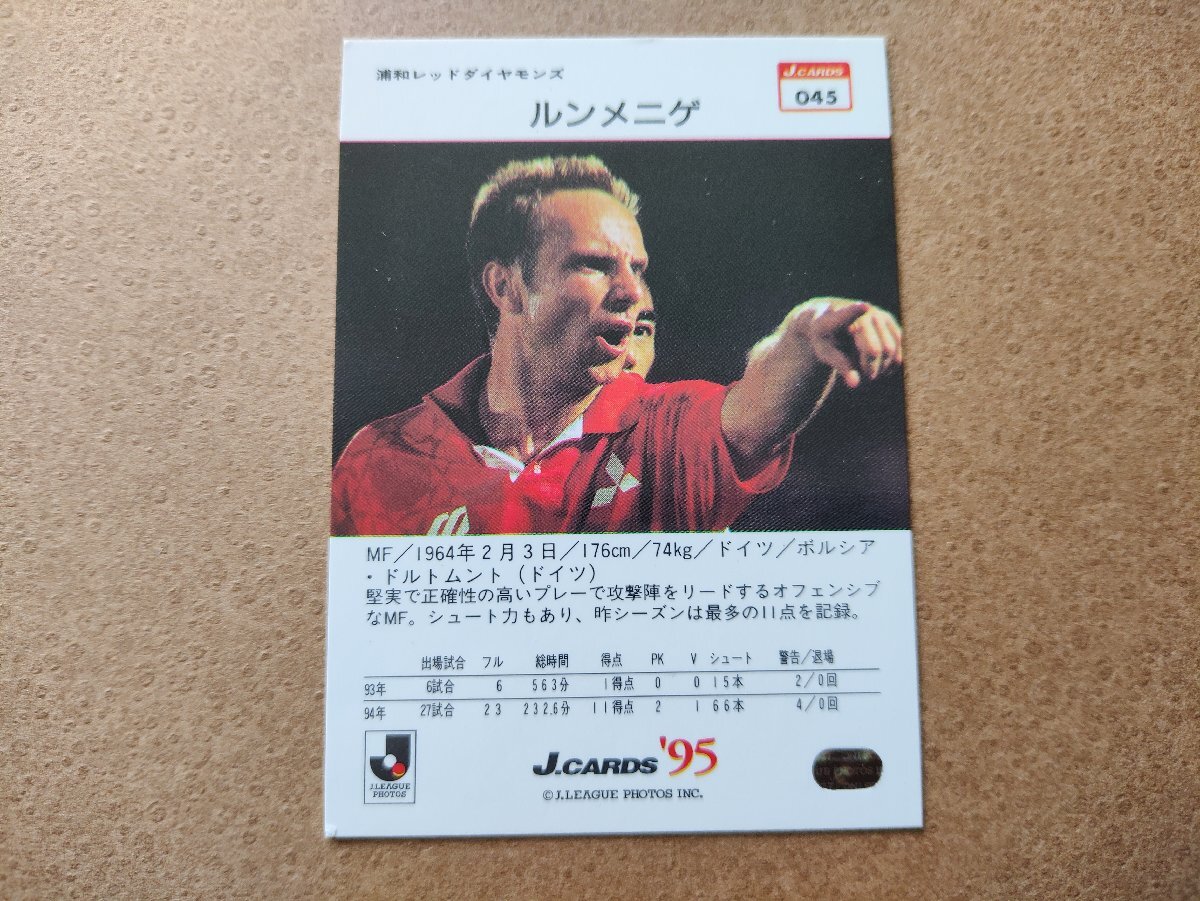 浦和レッドダイヤモンズ
J.CARDS
045
ルンメニゲ
MF／1964年2月3日／176cm／74kg／ドイツ／ボルシア
・ドルトムント（ドイツ）
堅実で正確性の高いプレーで攻撃陣をリードするオフェンシブ
なMF。シュート力もあり、昨シーズンは最多の11点を記録。
出場試合 フル 総時間 得点 PK V シュート 警告／退場
93年 6試合 6 563分 1得点 0 0 15本 2／0回
94年 27試合 23 2326分 11得点 2 1 66本 4／0回
J.LEAGUE
PHOTOS
J.CARDS '95
©J.LEAGUE PHOTOS INC.